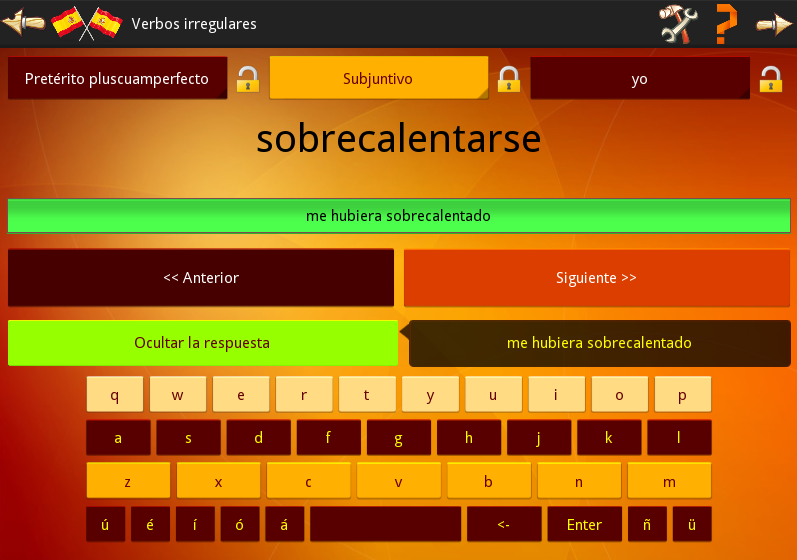 Verbos irregulares
Pretérito pluscuamperfecto Subjuntivo yo
sobrecalentarse
me hubiera sobrecalentado
<< Anterior Siguiente >>
Ocultar la respuesta me hubiera sobrecalentado
q w e r t y u i o p
a s d f g h j k l
z x c v b n m
ú é í ó á <- Enter ñ ü